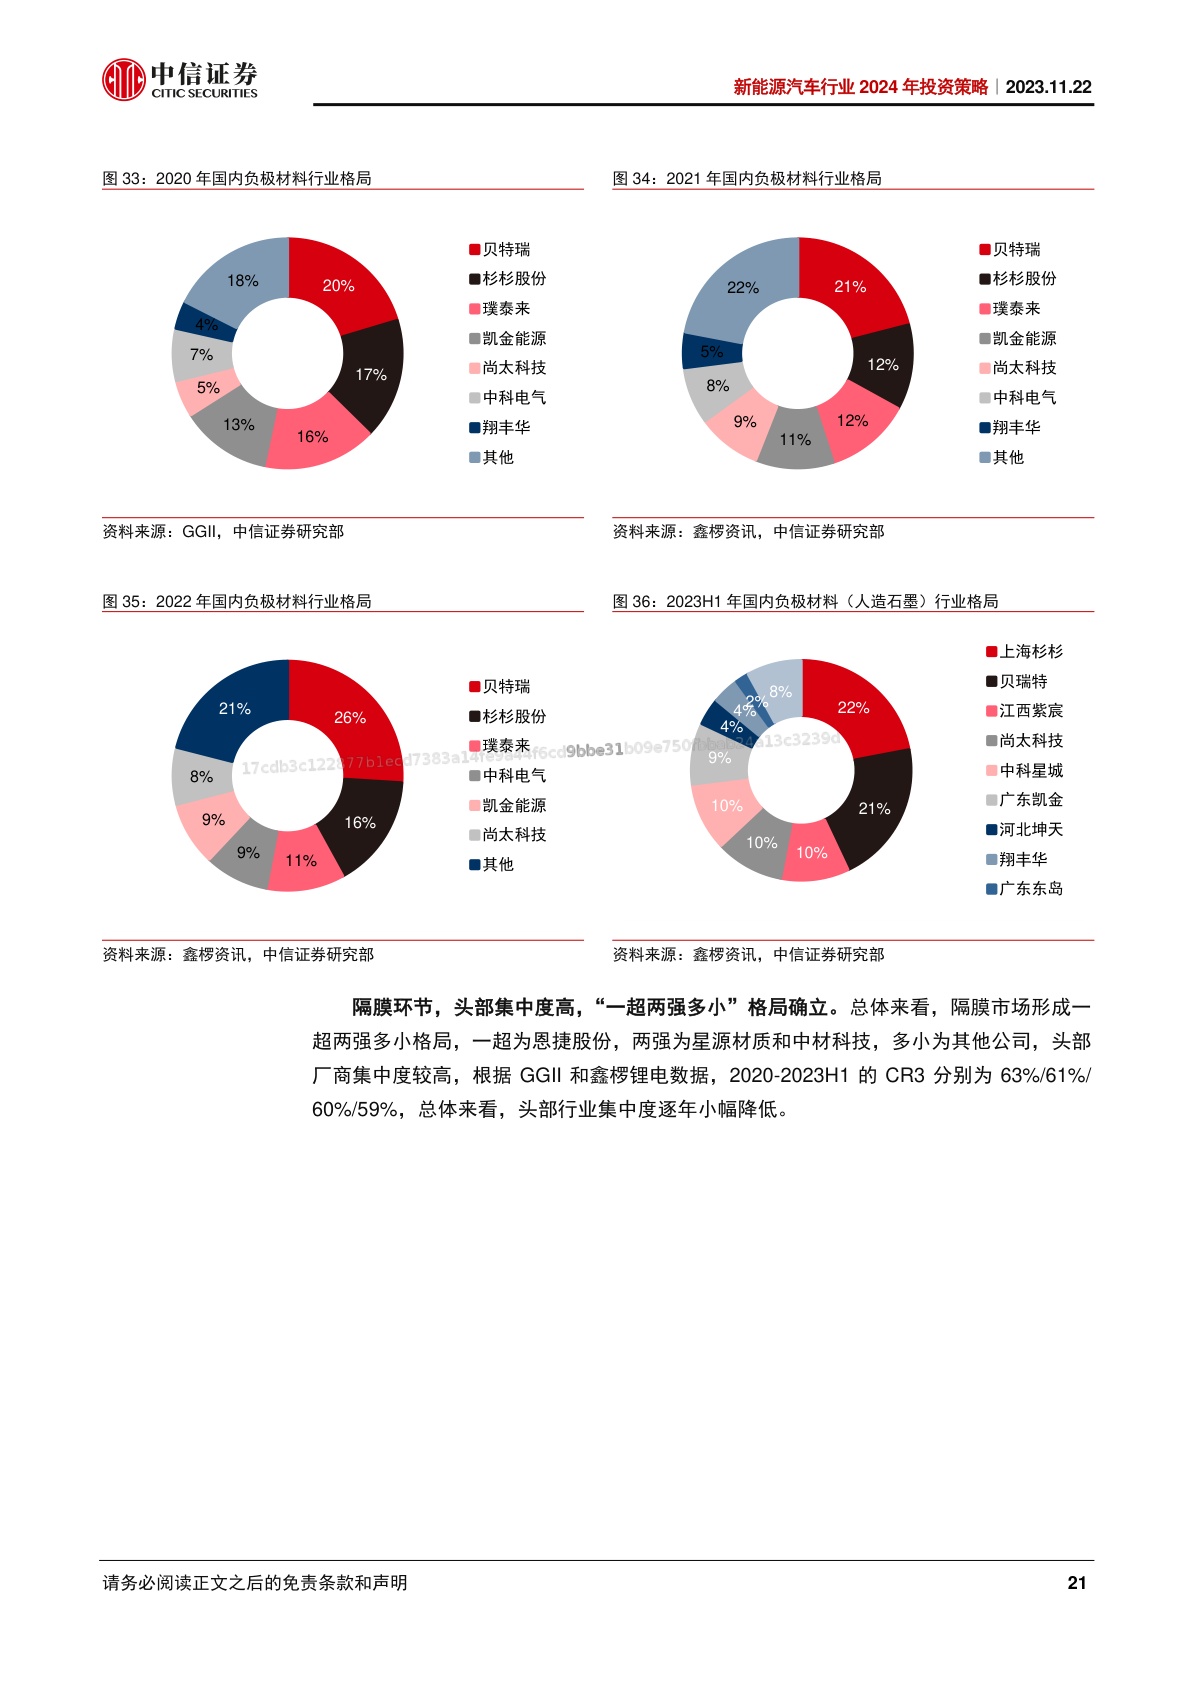 中信证券
CITIC SECURITIES
新能源汽车行业 2024 年投资策略｜2023.11.22
图 33：2020 年国内负极材料行业格局
20%
17%
16%
13%
5%
7%
4%
18%
贝特瑞
杉杉股份
璞泰来
凯金能源
尚太科技
中科电气
翔丰华
其他
资料来源：GGII，中信证券研究部
图 34：2021 年国内负极材料行业格局
21%
12%
12%
11%
9%
8%
5%
22%
贝特瑞
杉杉股份
璞泰来
凯金能源
尚太科技
中科电气
翔丰华
其他
资料来源：鑫椤资讯，中信证券研究部
图 35：2022 年国内负极材料行业格局
26%
16%
11%
9%
9%
8%
21%
贝特瑞
杉杉股份
璞泰来
中科电气
凯金能源
尚太科技
其他
资料来源：鑫椤资讯，中信证券研究部
图 36：2023H1 年国内负极材料（人造石墨）行业格局
22%
21%
10%
10%
10%
9%
4%
4%
2%
8%
上海杉杉
贝瑞特
江西紫宸
尚太科技
中科星城
广东凯金
河北坤天
翔丰华
广东东岛
资料来源：鑫椤资讯，中信证券研究部
隔膜环节，头部集中度高，“一超两强多小”格局确立。总体来看，隔膜市场形成一
超两强多小格局，一超为恩捷股份，两强为星源材质和中材科技，多小为其他公司，头部
厂商集中度较高，根据 GGII 和鑫椤锂电数据，2020-2023H1 的 CR3 分别为 63%/61%/
60%/59%，总体来看，头部行业集中度逐年小幅降低。
请务必阅读正文之后的免责条款和声明
21